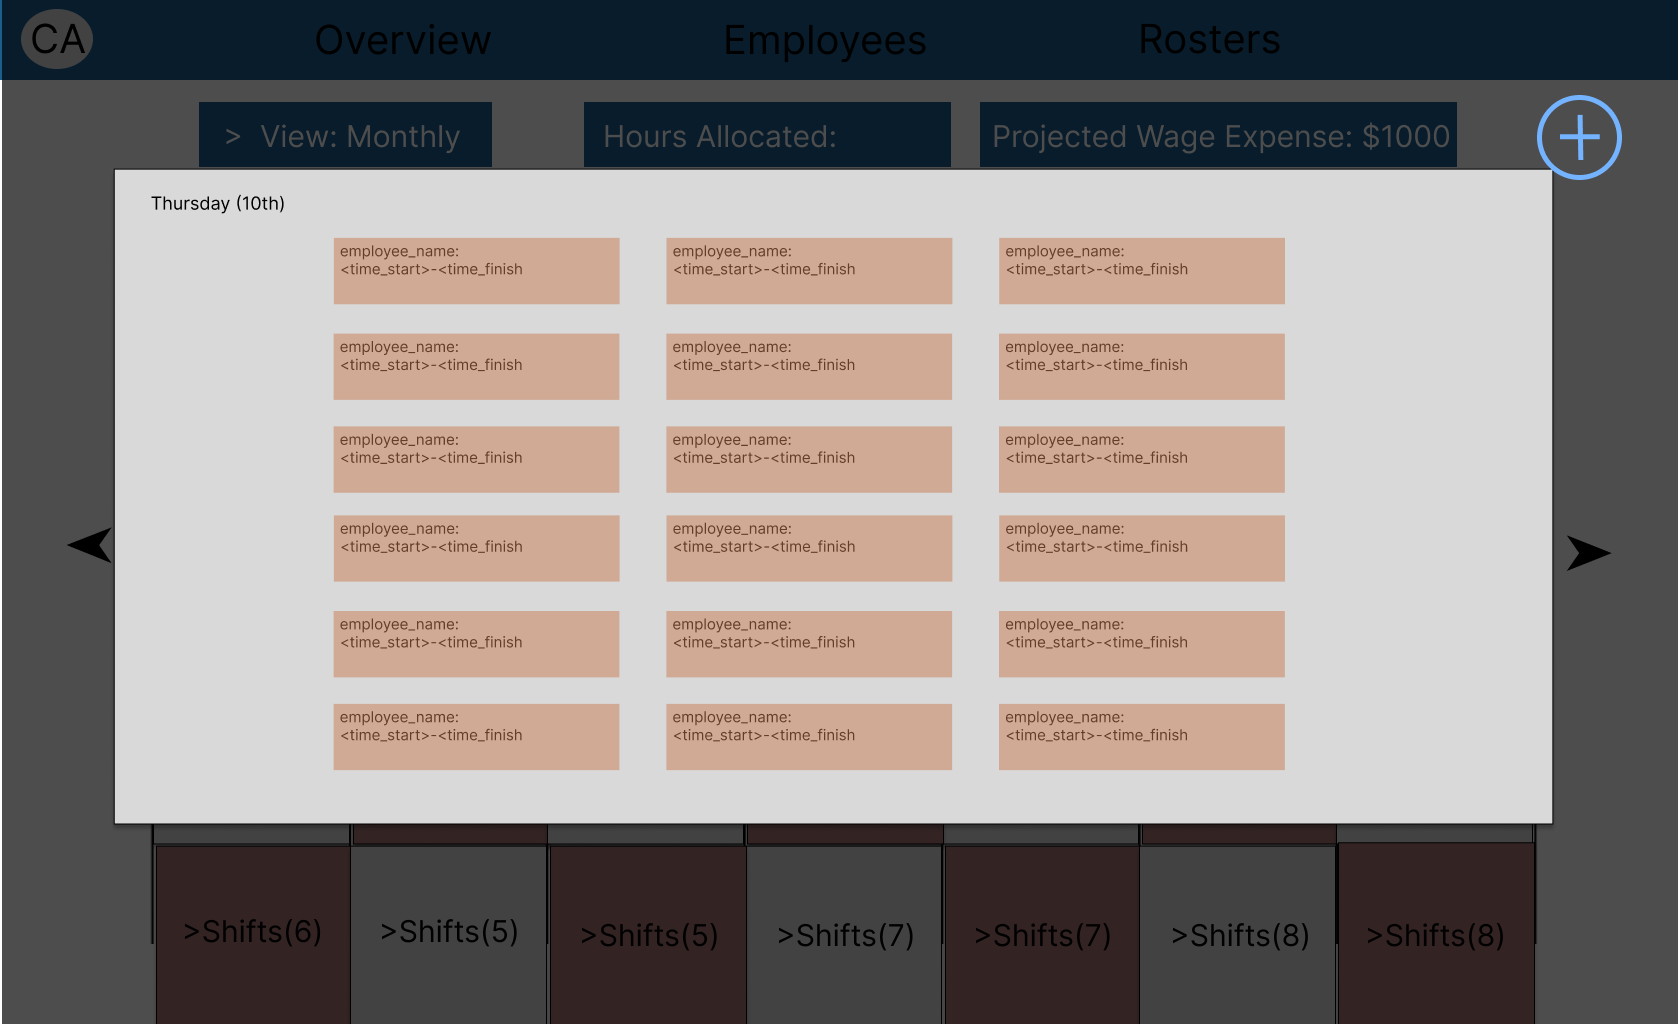 CA
Overview
Employees
Rosters
> View: Monthly
Hours Allocated:
Projected Wage Expense: $1000
Thursday (10th)
employee_name:
<time_start>-<time_finish
employee_name:
<time_start>-<time_finish
employee_name:
<time_start>-<time_finish
employee_name:
<time_start>-<time_finish
employee_name:
<time_start>-<time_finish
employee_name:
<time_start>-<time_finish
employee_name:
<time_start>-<time_finish
employee_name:
<time_start>-<time_finish
employee_name:
<time_start>-<time_finish
employee_name:
<time_start>-<time_finish
employee_name:
<time_start>-<time_finish
employee_name:
<time_start>-<time_finish
employee_name:
<time_start>-<time_finish
employee_name:
<time_start>-<time_finish
employee_name:
<time_start>-<time_finish
employee_name:
<time_start>-<time_finish
employee_name:
<time_start>-<time_finish
employee_name:
<time_start>-<time_finish
>Shifts(6)
>Shifts(5)
>Shifts(5)
>Shifts(7)
>Shifts(7)
>Shifts(8)
>Shifts(8)